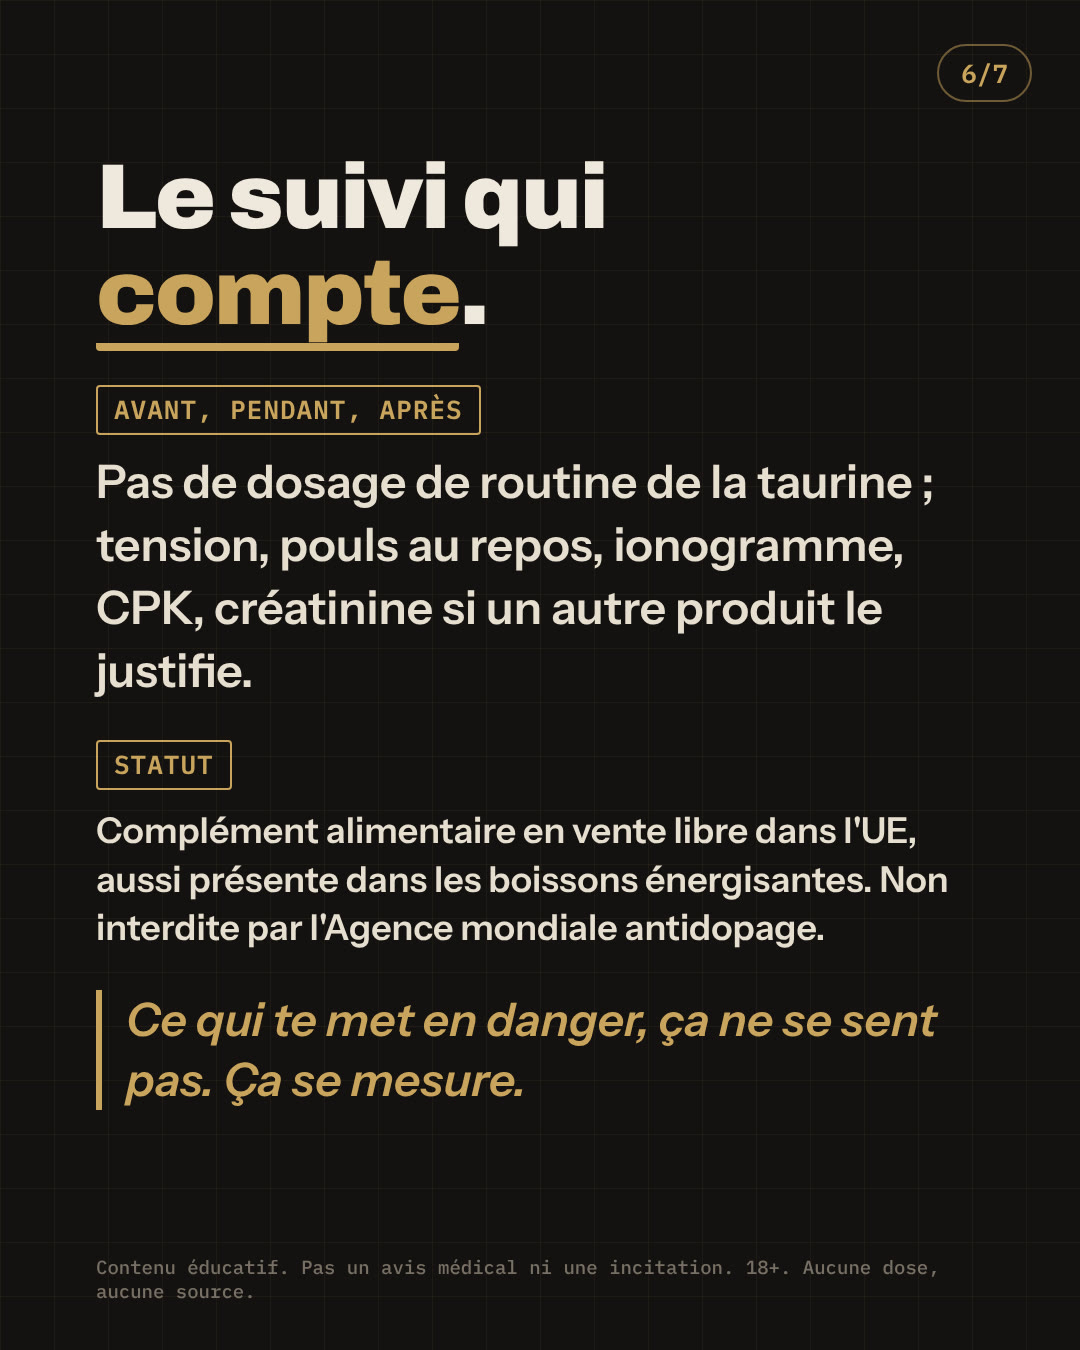 6/7
Le suivi qui
compte.
AVANT, PENDANT, APRÈS
Pas de dosage de routine de la taurine ;
tension, pouls au repos, ionogramme,
CPK, créatinine si un autre produit le
justifie.
STATUT
Complément alimentaire en vente libre dans l'UE,
aussi présente dans les boissons énergisantes. Non
interdite par l'Agence mondiale antidopage.
Ce qui te met en danger, ça ne se sent
pas. Ça se mesure.
Contenu éducatif. Pas un avis médical ni une incitation. 18+. Aucune dose,
aucune source.